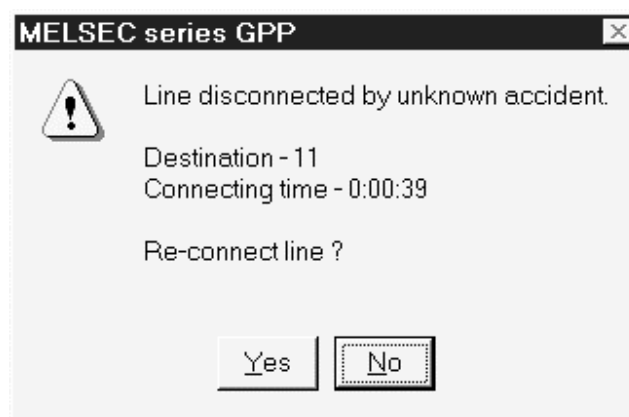 MELSEC series GPP
Line disconnected by unknown accident.
Destination - 11
Connecting time - 0:00:39
Re-connect line ?
Yes
No